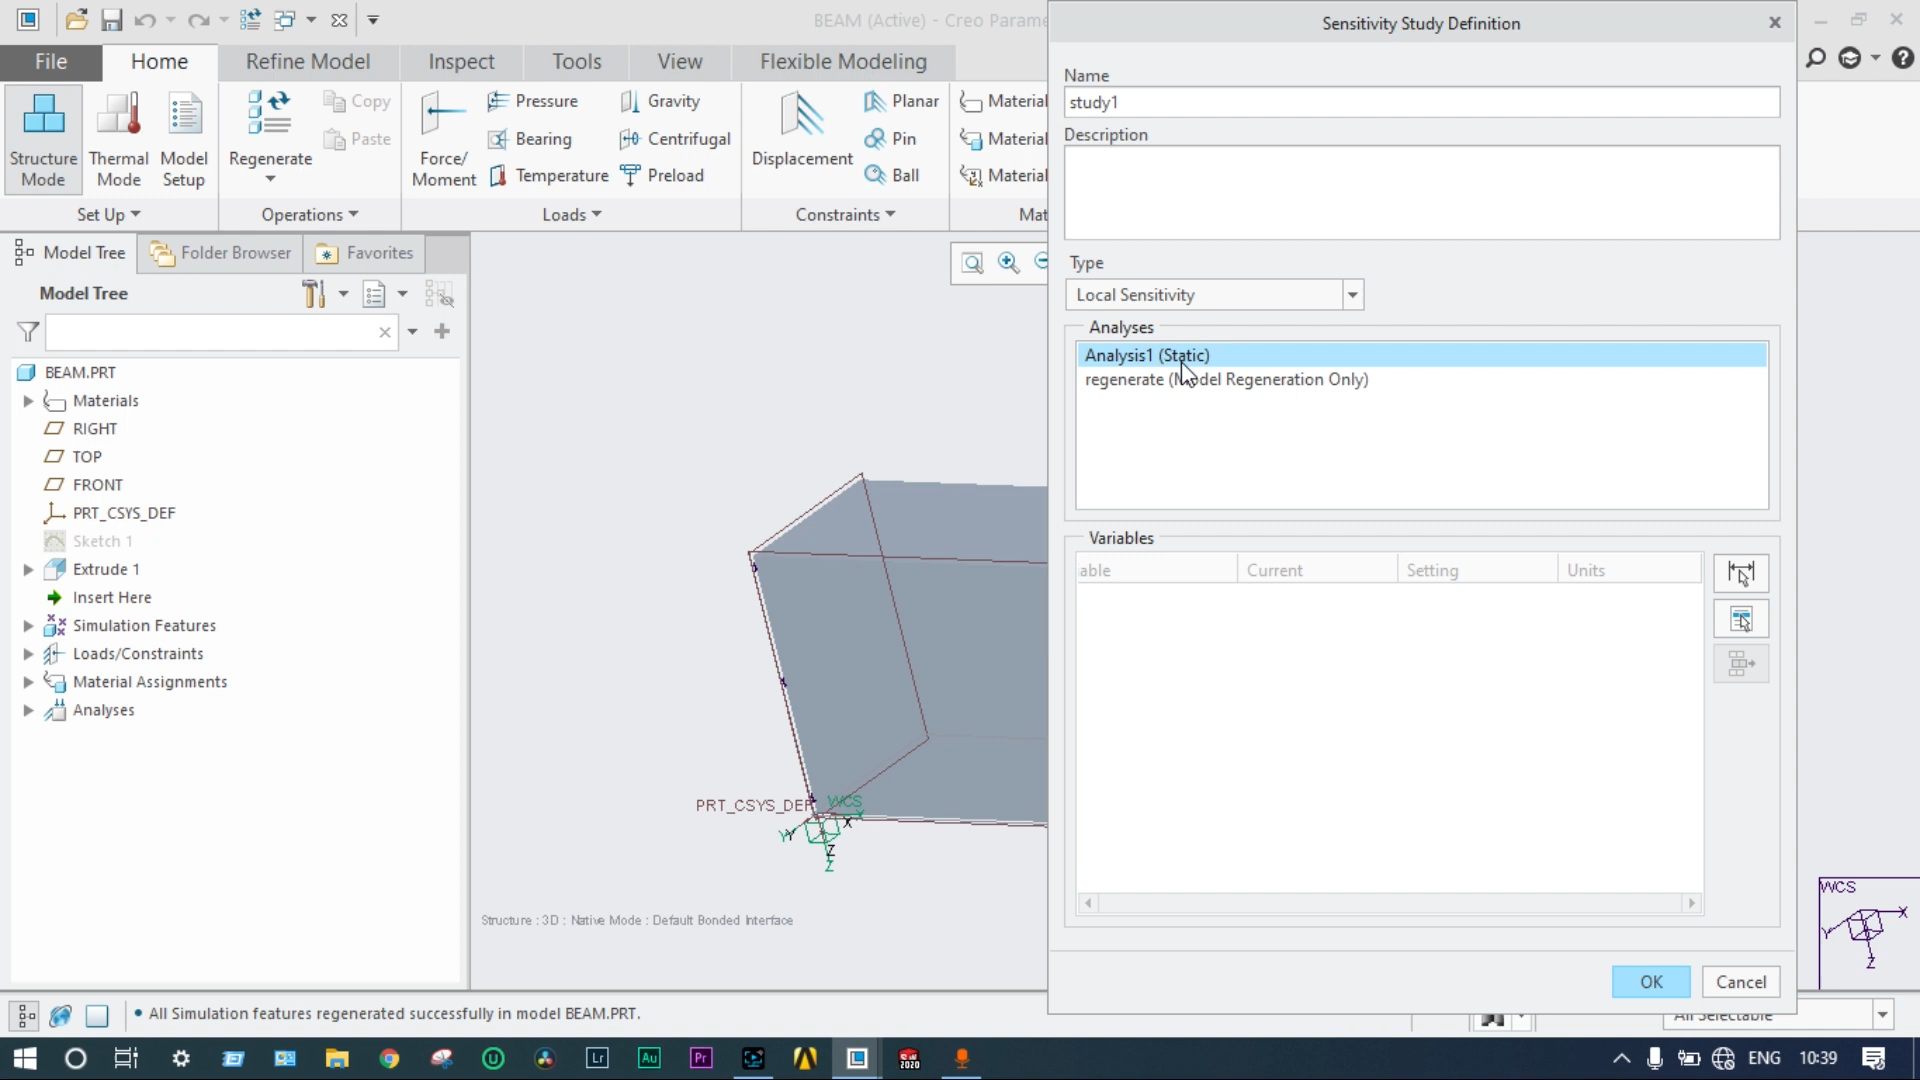 BEAM (Active) - Creo Parame
Sensitivity Study Definition
File
Home
Refine Model
Inspect
Tools
View
Flexible Modeling
Structure Mode
Thermal Mode
Model Setup
Set Up
Regenerate
Copy
Paste
Operations
Force/ Moment
Pressure
Bearing
Temperature
Gravity
Centrifugal
Preload
Loads
Displacement
Planar
Pin
Ball
Constraints
Material
Material
Material
Mat
Model Tree
Folder Browser
Favorites
Model Tree
BEAM.PRT
Materials
RIGHT
TOP
FRONT
PRT_CSYS_DEF
Sketch 1
Extrude 1
Insert Here
Simulation Features
Loads/Constraints
Material Assignments
Analyses
PRT_CSYS_DEF
WCS
X
X
Y
Y
Z
Z
Structure : 3D : Native Mode : Default Bonded Interface
Name
study1
Description
Type
Local Sensitivity
Analyses
Analysis1 (Static)
regenerate (Model Regeneration Only)
Variables
able
Current
Setting
Units
OK
Cancel
WCS
X
Y
Z
• All Simulation features regenerated successfully in model BEAM.PRT.
All Selectable
Lr
Au
Pr
2020
ENG
10:39